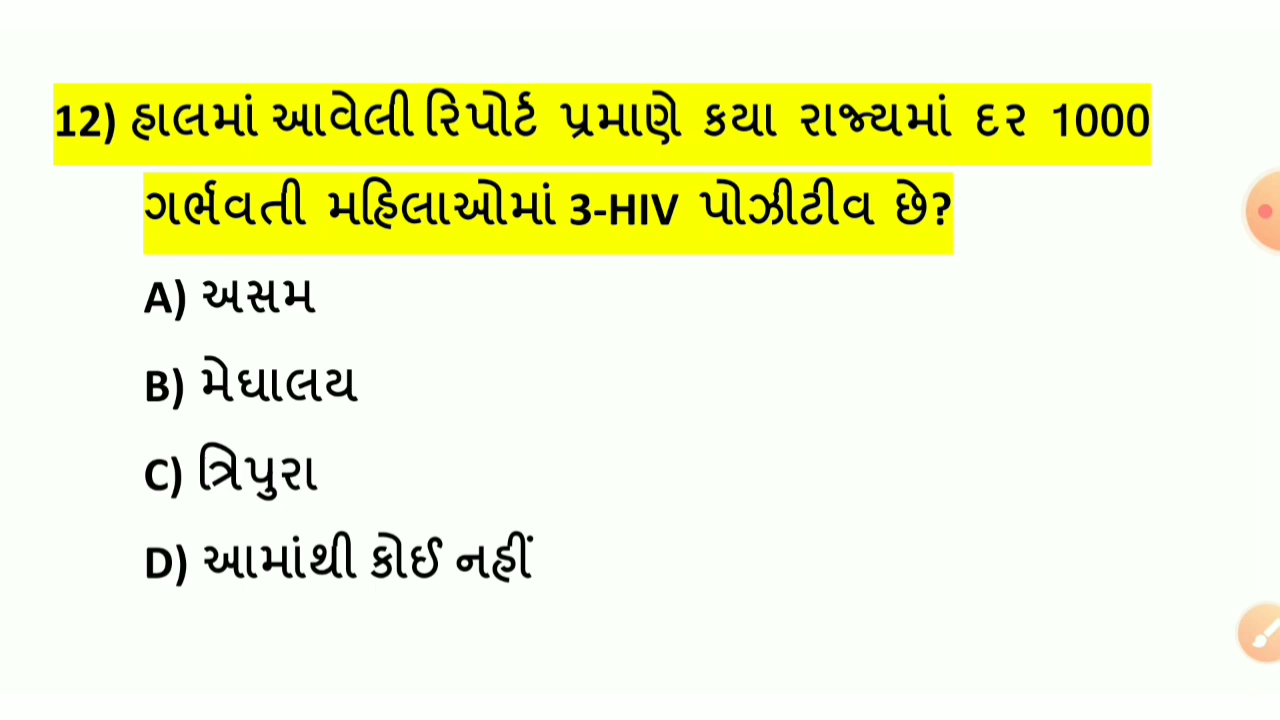 12) હાલમાં આવેલી રિપોર્ટ પ્રમાણે કયા રાજ્યમાં દર 1000
ગર્ભવતી મહિલાઓમાં 3-HIV પોઝીટીવ છે?
A) અસમ
B) મેઘાલય
C) ત્રિપુરા
D) આમાંથી કોઈ નહીં